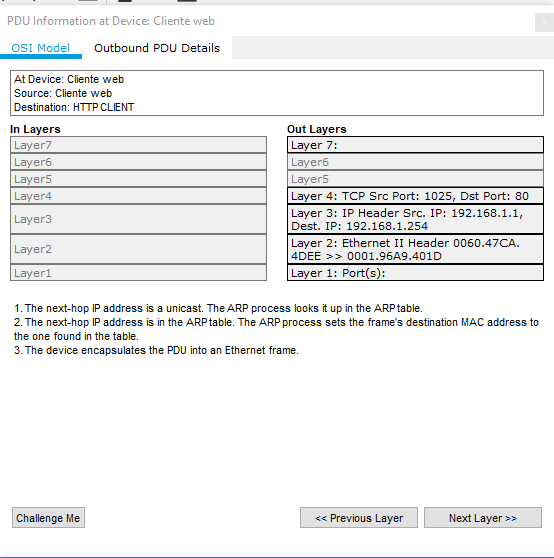 PDU Information at Device: Cliente web
OSI Model Outbound PDU Details
At Device: Cliente web
Source: Cliente web
Destination: HTTP CLIENT
In Layers
Layer7
Layer6
Layer5
Layer4
Layer3
Layer2
Layer1
Out Layers
Layer 7:
Layer6
Layer5
Layer 4: TCP Src Port: 1025, Dst Port: 80
Layer 3: IP Header Src. IP: 192.168.1.1,
Dest. IP: 192.168.1.254
Layer 2: Ethernet II Header 0060.47CA.
4DEE >> 0001.96A9.401D
Layer 1: Port(s):
1. The next-hop IP address is a unicast. The ARP process looks it up in the ARP table.
2. The next-hop IP address is in the ARP table. The ARP process sets the frame's destination MAC address to
the one found in the table.
3. The device encapsulates the PDU into an Ethernet frame.
Challenge Me << Previous Layer Next Layer >>